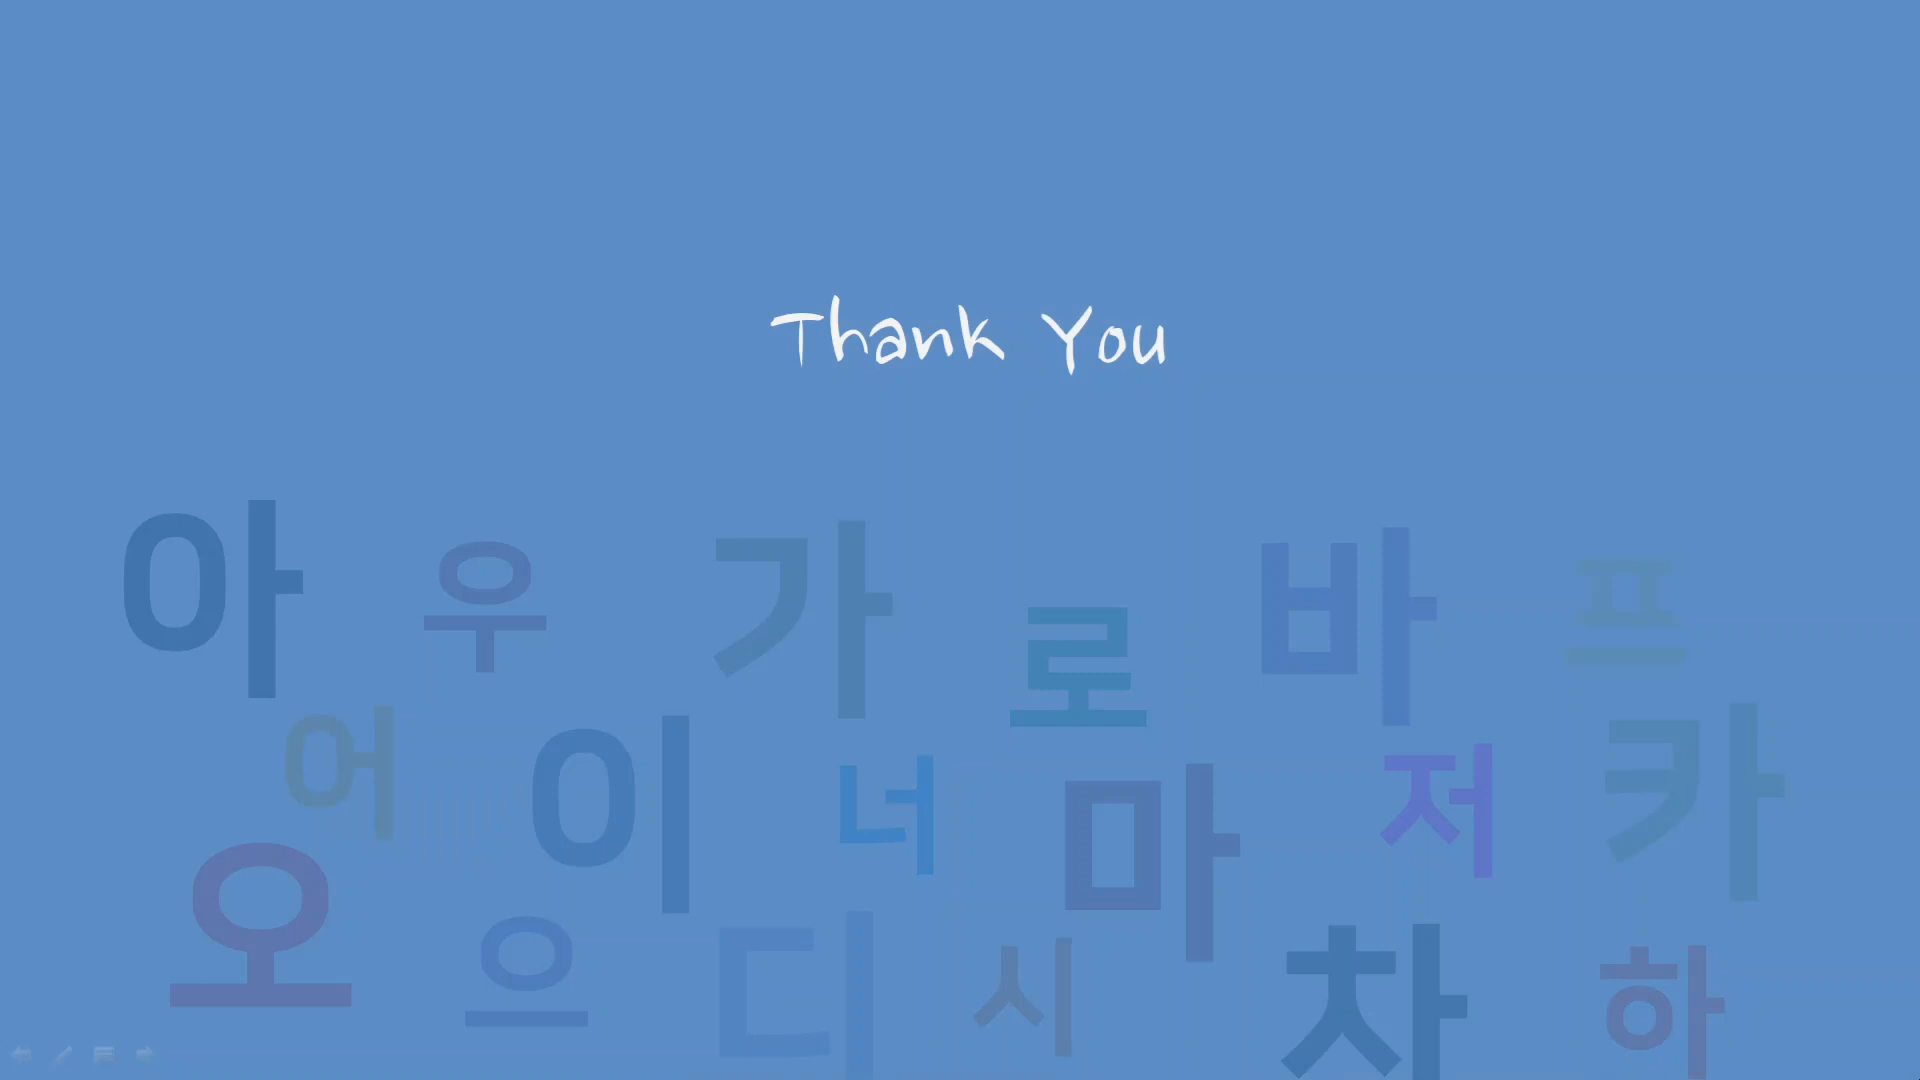 Thank You
아 우 가 로 바 프
어 이 너 마 저 카
오 으 디 시 차 하